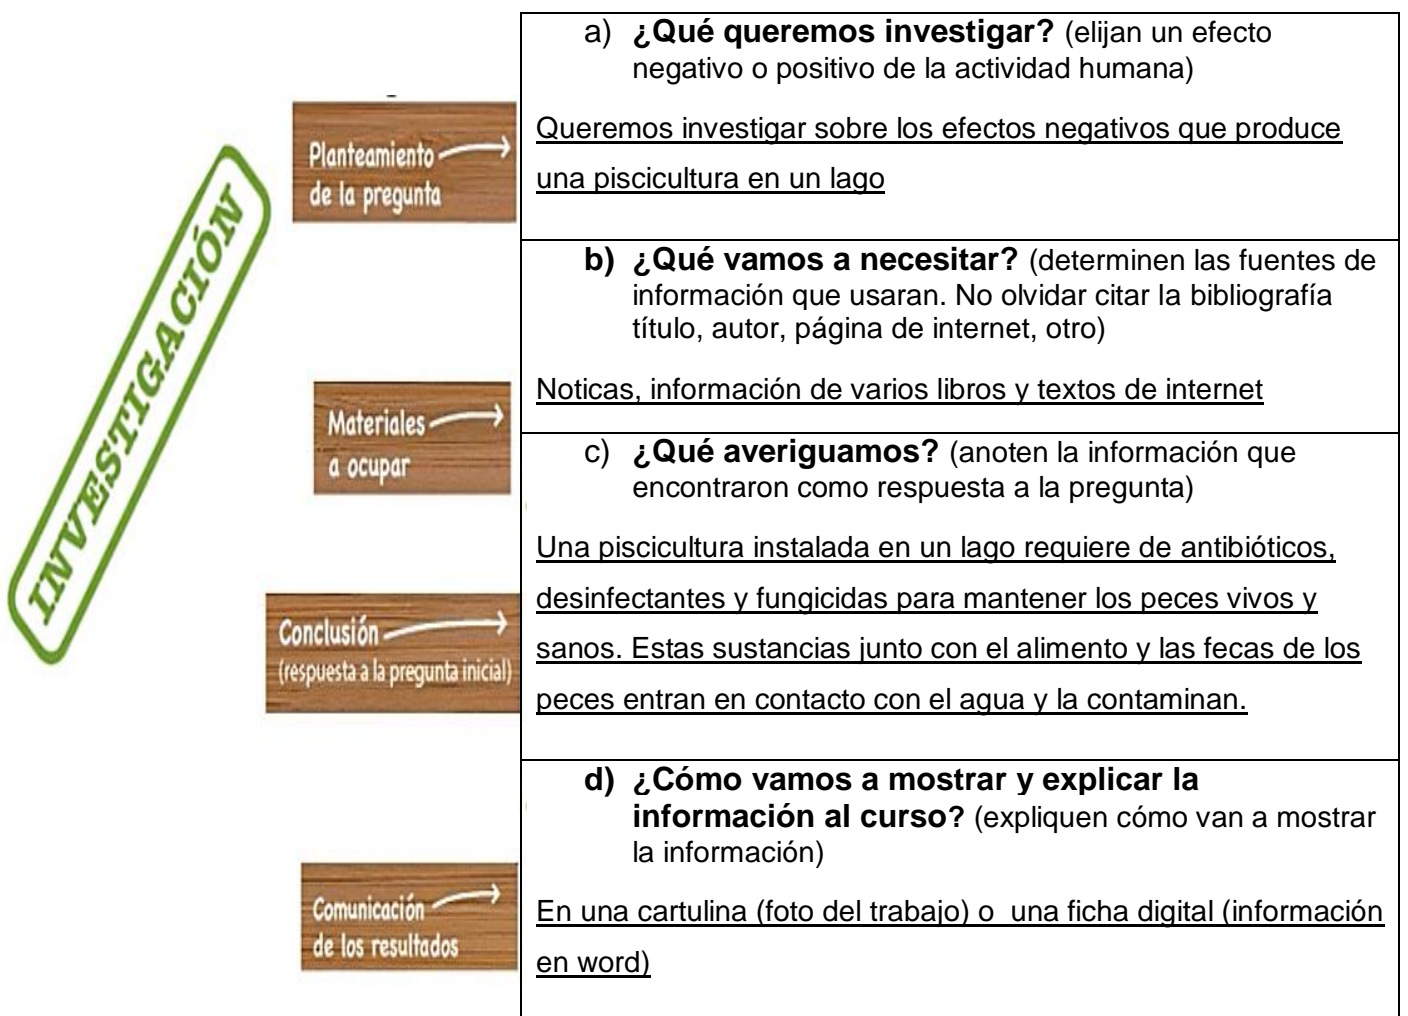 INVESTIGACIÓN
Planteamiento
de la pregunta
a) ¿Qué queremos investigar? (elijan un efecto
negativo o positivo de la actividad humana)
Queremos investigar sobre los efectos negativos que produce
una piscicultura en un lago
Materiales
a ocupar
b) ¿Qué vamos a necesitar? (determinen las fuentes de
información que usaran. No olvidar citar la bibliografía
título, autor, página de internet, otro)
Noticas, información de varios libros y textos de internet
Conclusión
(respuesta a la pregunta inicial)
c) ¿Qué averiguamos? (anoten la información que
encontraron como respuesta a la pregunta)
Una piscicultura instalada en un lago requiere de antibióticos,
desinfectantes y fungicidas para mantener los peces vivos y
sanos. Estas sustancias junto con el alimento y las fecas de los
peces entran en contacto con el agua y la contaminan.
Comunicación
de los resultados
d) ¿Cómo vamos a mostrar y explicar la
información al curso? (expliquen cómo van a mostrar
la información)
En una cartulina (foto del trabajo) o  una ficha digital (información
en word)